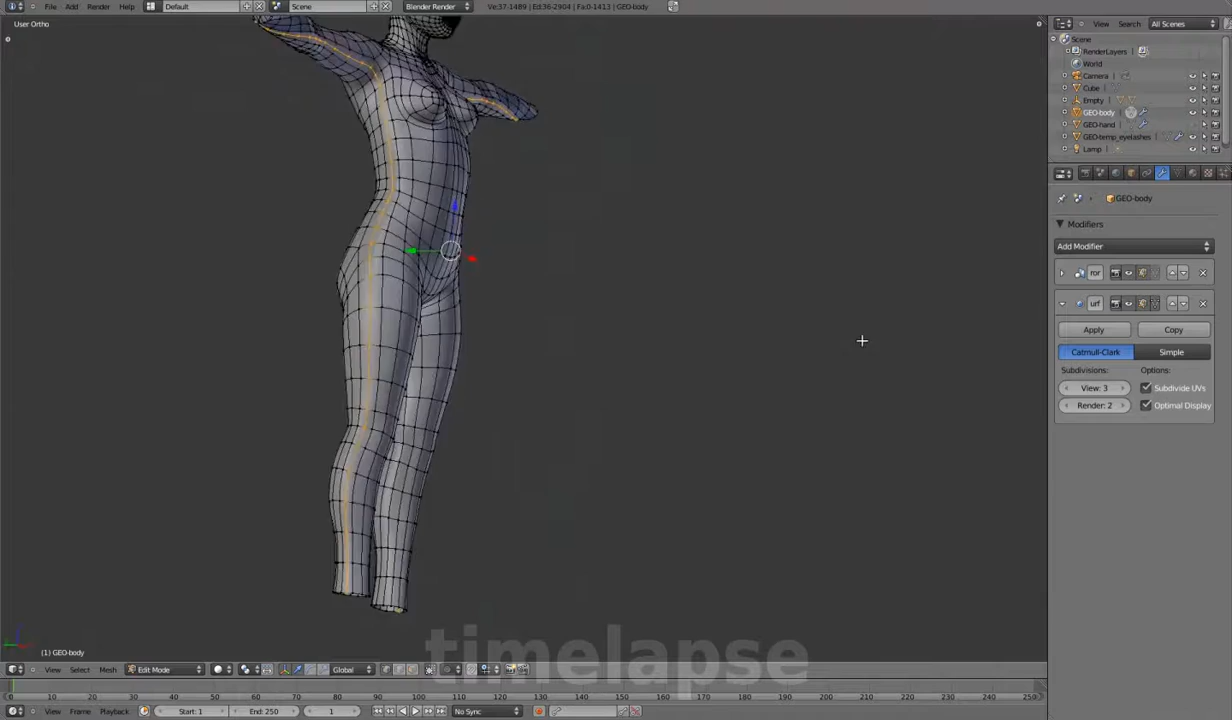 File Add Render Help Default Scene Blender Render Ve:37-1489 | Ed:36-2904 | Fa:0-1413 | GEO-body
User Ortho
View Search All Scenes
Scene
RenderLayers
World
Camera
Cube
Empty
GEO-body
GEO-hand
GEO-temp_eyelashes
Lamp
GEO-body
Modifiers
Add Modifier
ror
urf
Apply Copy
Catmull-Clark Simple
Subdivisions: Options:
View: 3 Subdivide UVs
Render: 2 Optimal Display
timelapse
(1) GEO-body
View Select Mesh Edit Mode Global
0 10 20 30 40 50 60 70 80 90 100 110 120 130 140 150 160 170 180 190 200 210 220 230 240 250
View Frame Playback Start: 1 End: 250 1 No Sync